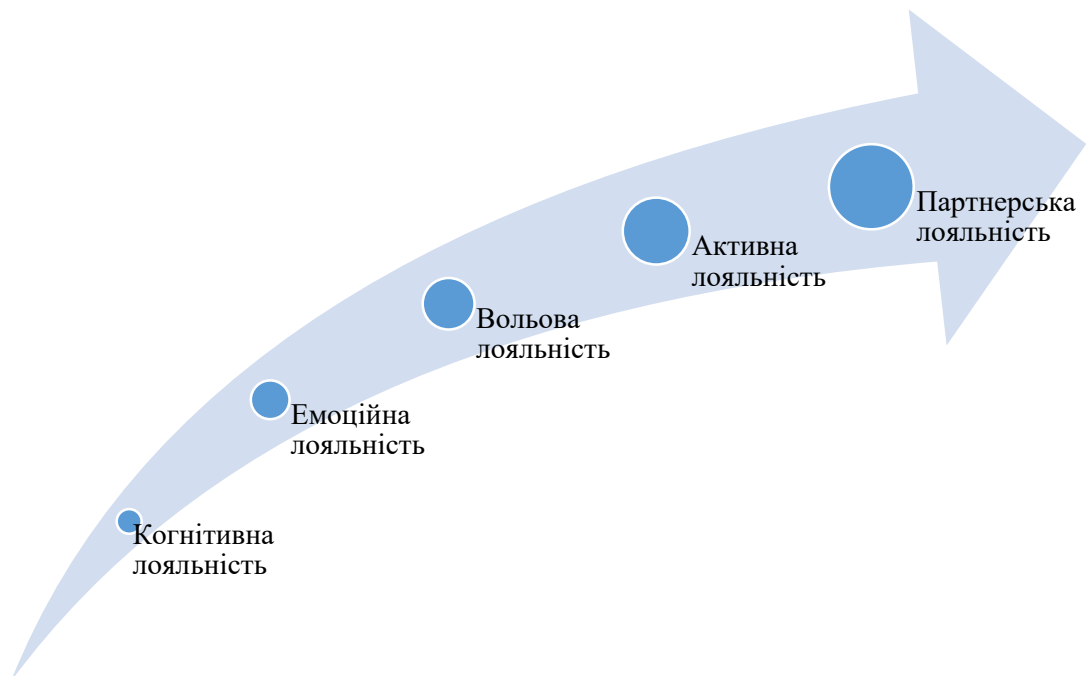 Когнітивна
лояльність
Емоційна
лояльність
Вольова
лояльність
Активна
лояльність
Партнерська
лояльність